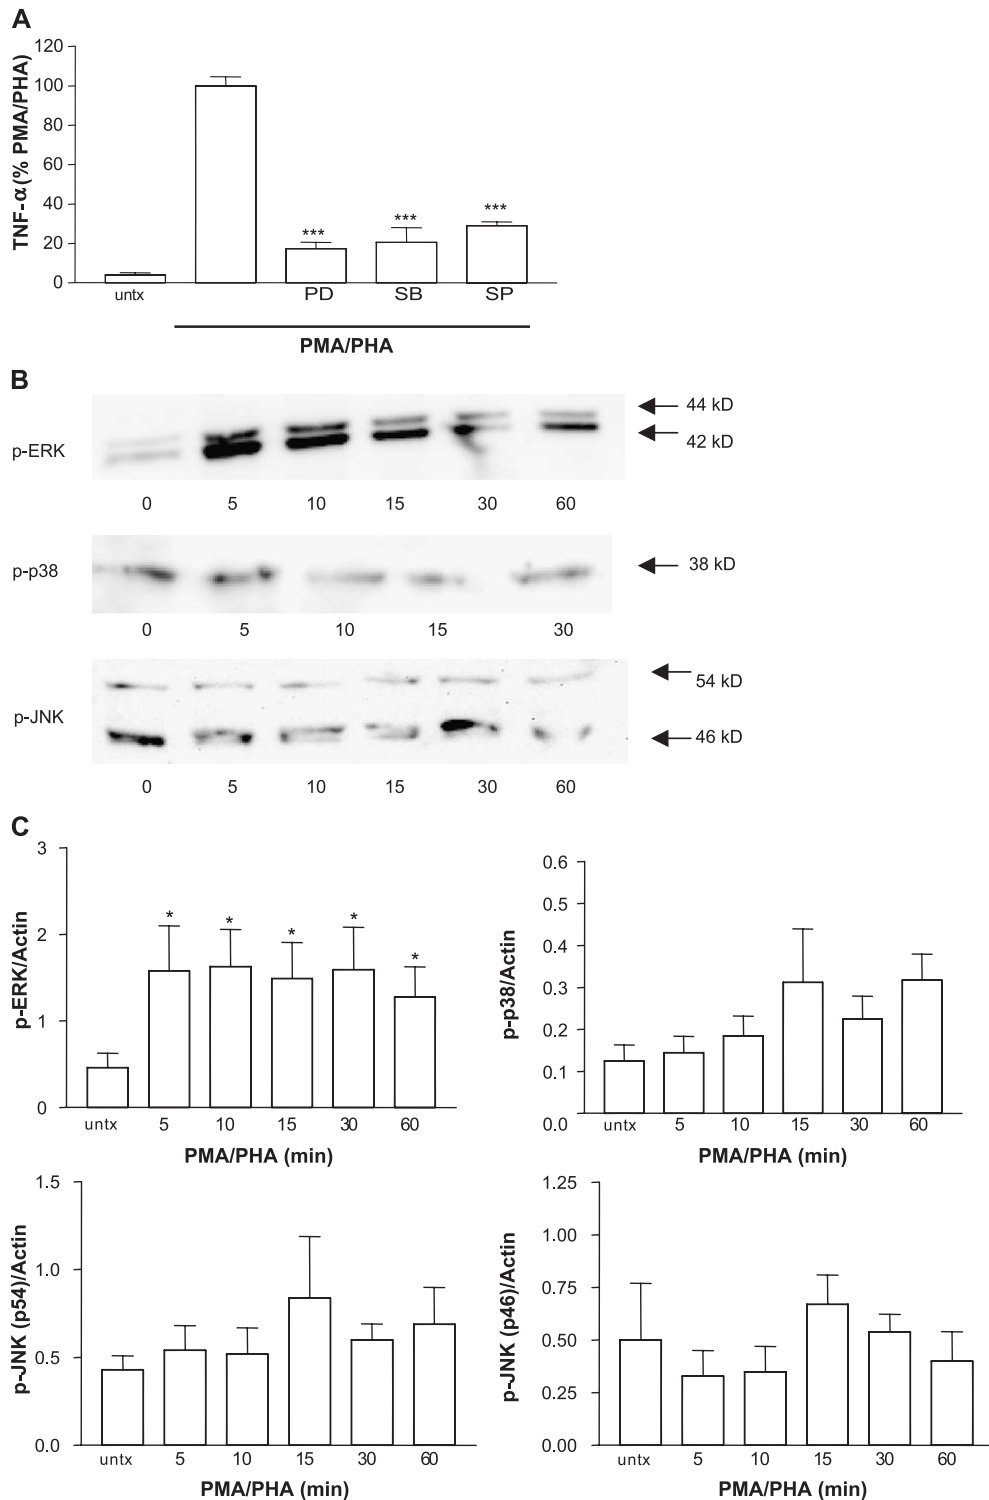 A
TNF-α (% PMA/PHA)
120
100
80
60
40
20
0
*** *** ***
untx PD SB SP
PMA/PHA
B
p-ERK
44 kD
42 kD
0 5 10 15 30 60
p-p38
38 kD
0 5 10 15 30
p-JNK
54 kD
46 kD
0 5 10 15 30 60
C
p-ERK/Actin
3
2
1
0
* * * * *
untx 5 10 15 30 60
PMA/PHA (min)
p-p38/Actin
0.6
0.5
0.4
0.3
0.2
0.1
0.0
untx 5 10 15 30 60
PMA/PHA (min)
p-JNK (p54)/Actin
1.5
1.0
0.5
0.0
untx 5 10 15 30 60
PMA/PHA (min)
p-JNK (p46)/Actin
1.25
1.00
0.75
0.50
0.25
0.00
untx 5 10 15 30 60
PMA/PHA (min)